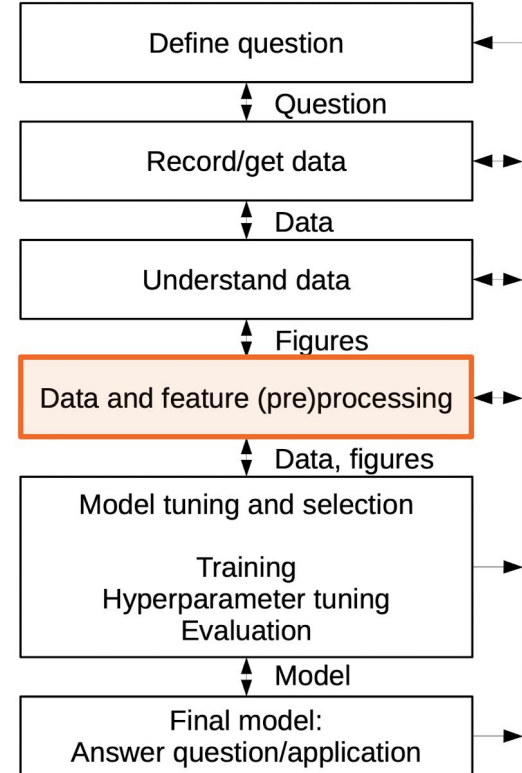 Define question
Question
Record/get data
Data
Understand data
Figures
Data and feature (pre)processing
Data, figures
Model tuning and selection
Training
Hyperparameter tuning
Evaluation
Model
Final model:
Answer question/application